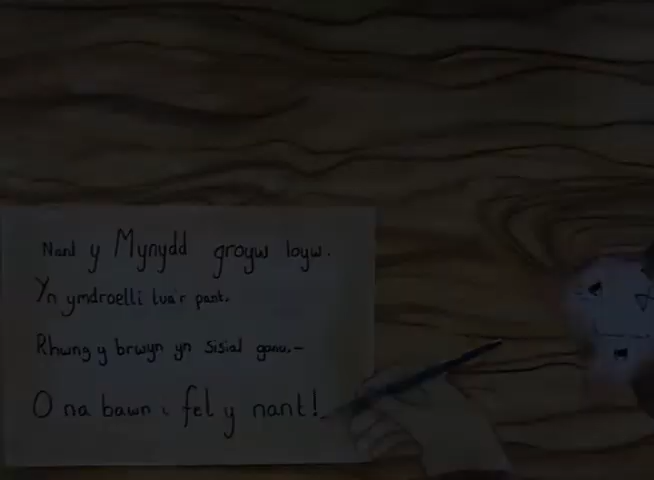 Nant y Mynydd groyw loyw.
Yn ymdroelli tua'r pant.
Rhwng y brwyn yn sisial ganu.-
O na bawn i fel y nant!